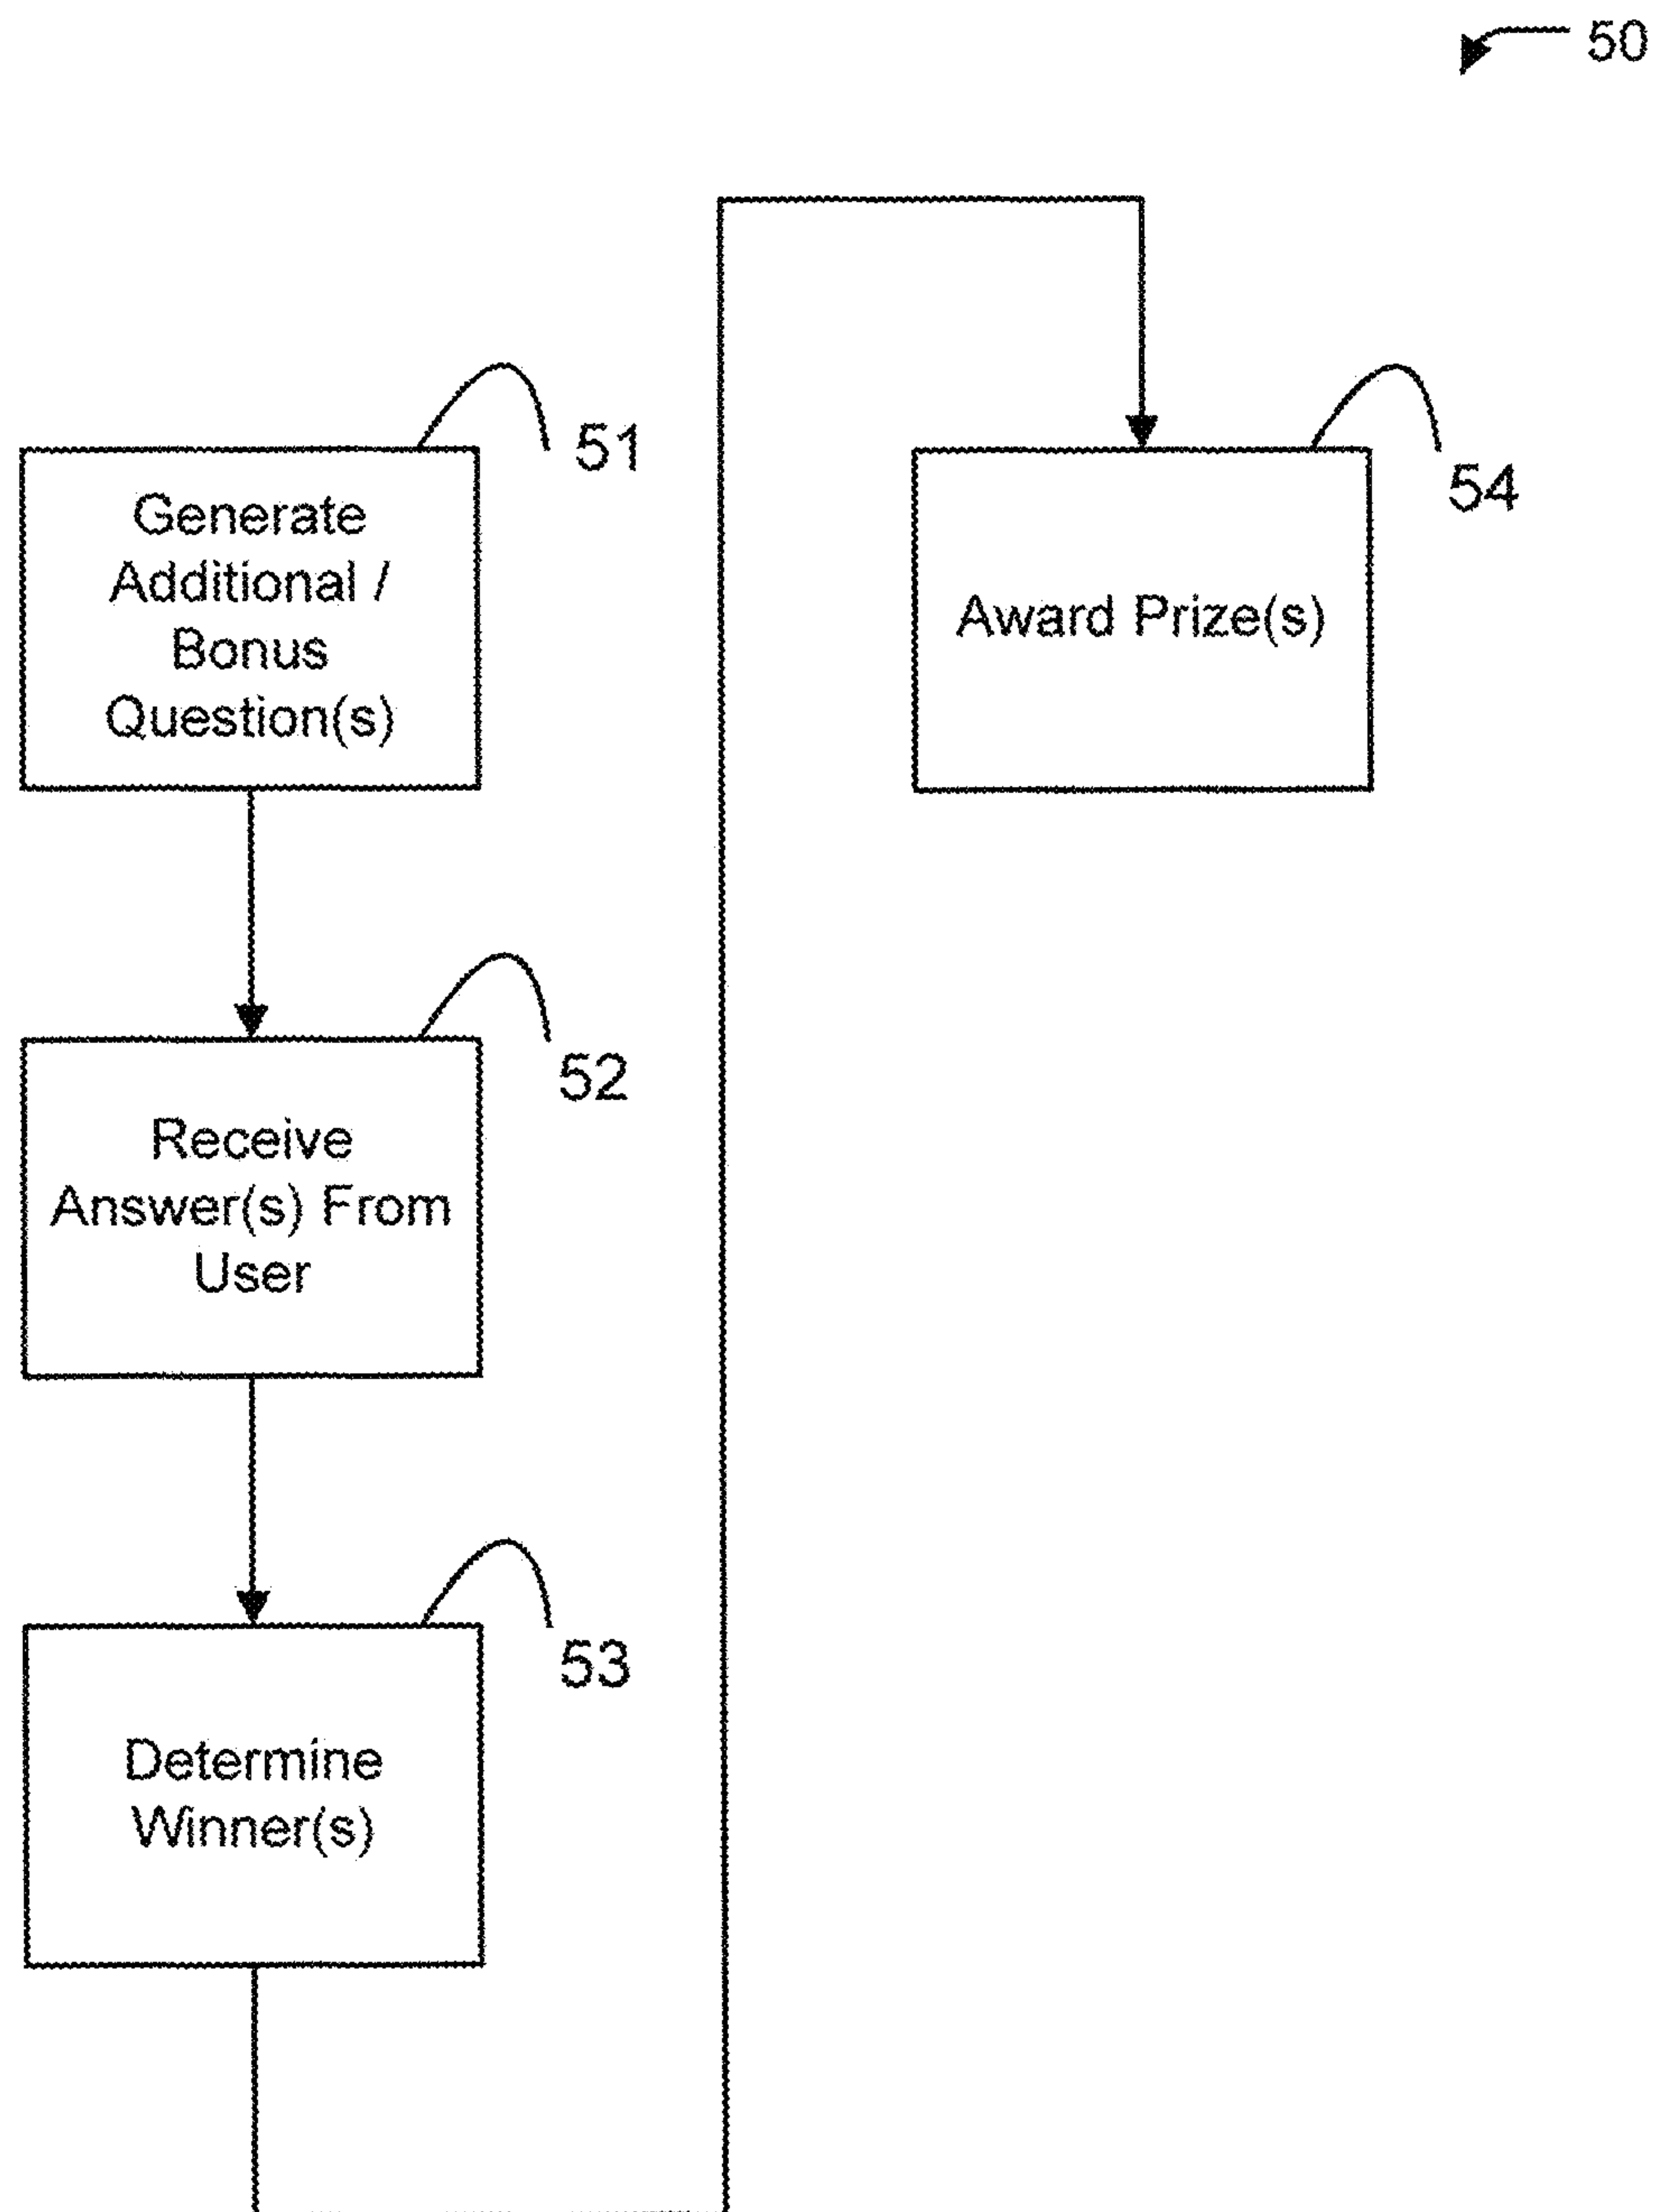 50
51
Generate
Additional /
Bonus
Question(s)
52
Receive
Answer(s) From
User
53
Determine
Winner(s)
54
Award Prize(s)